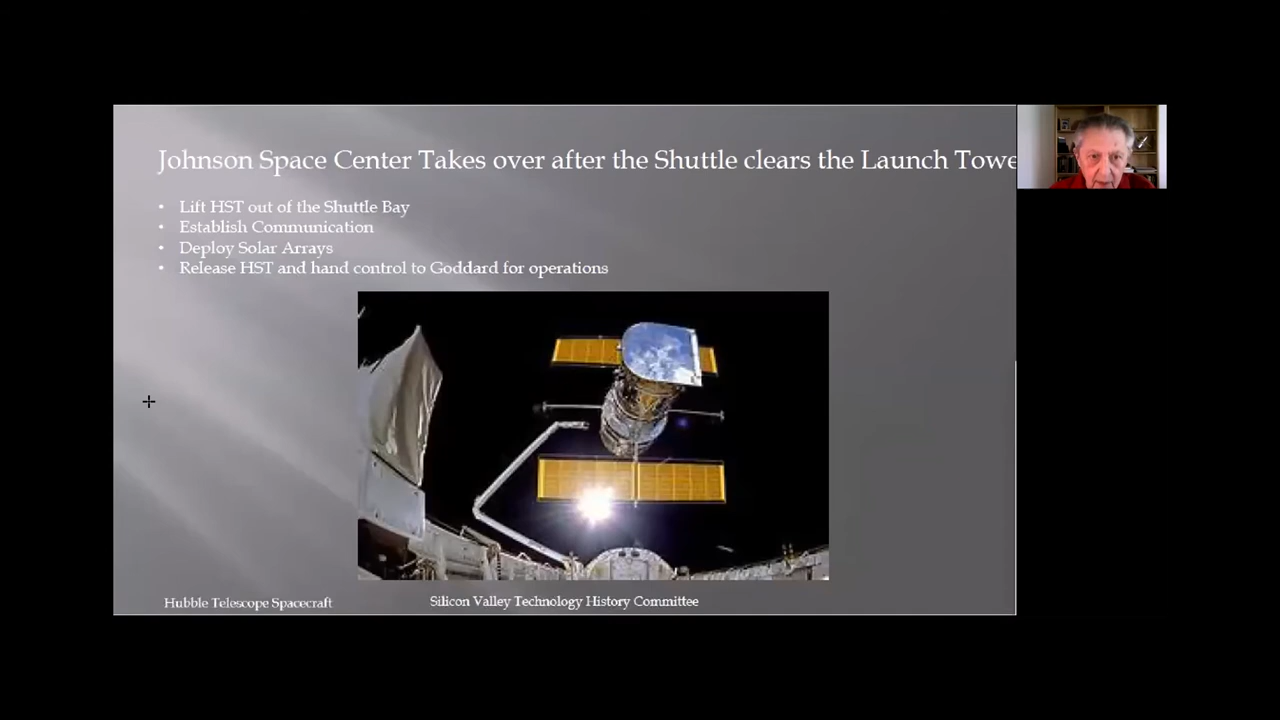 Johnson Space Center Takes over after the Shuttle clears the Launch Towe
• Lift HST out of the Shuttle Bay
• Establish Communication
• Deploy Solar Arrays
• Release HST and hand control to Goddard for operations
Hubble Telescope Spacecraft
Silicon Valley Technology History Committee